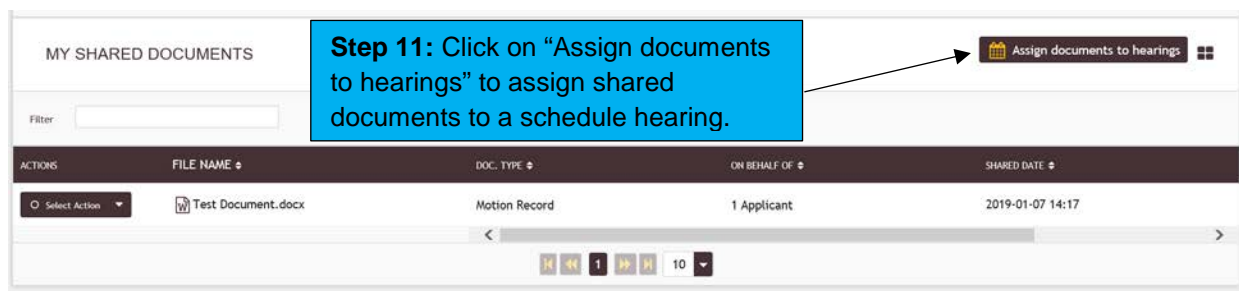 MY SHARED DOCUMENTS
Step 11: Click on “Assign documents
to hearings” to assign shared
documents to a schedule hearing.
Assign documents to hearings
Filter
ACTIONS FILE NAME DOC. TYPE ON BEHALF OF SHARED DATE
Select Action Test Document.docx Motion Record 1 Applicant 2019-01-07 14:17
1 10